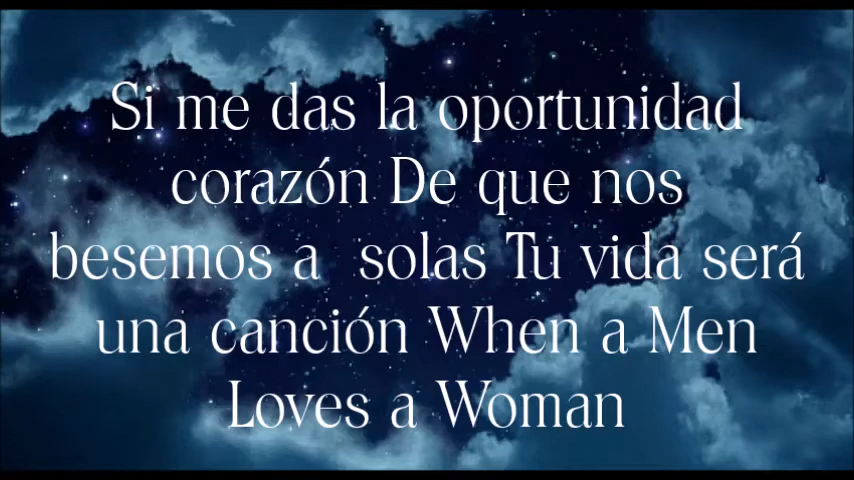 Si me das la oportunidad
corazón De que nos
besemos a  solas Tu vida será
una canción When a Men
Loves a Woman